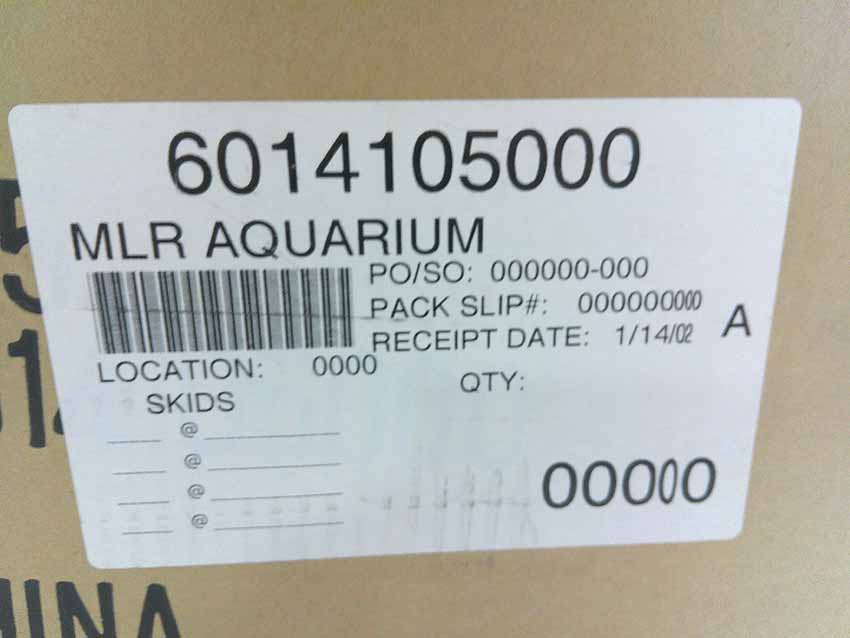 6014105000
MLR AQUARIUM
PO/SO: 000000-000
PACK SLIP#: 000000000
RECEIPT DATE: 1/14/02 A
LOCATION: 0000
QTY:
SKIDS
@
@
@
@
00000